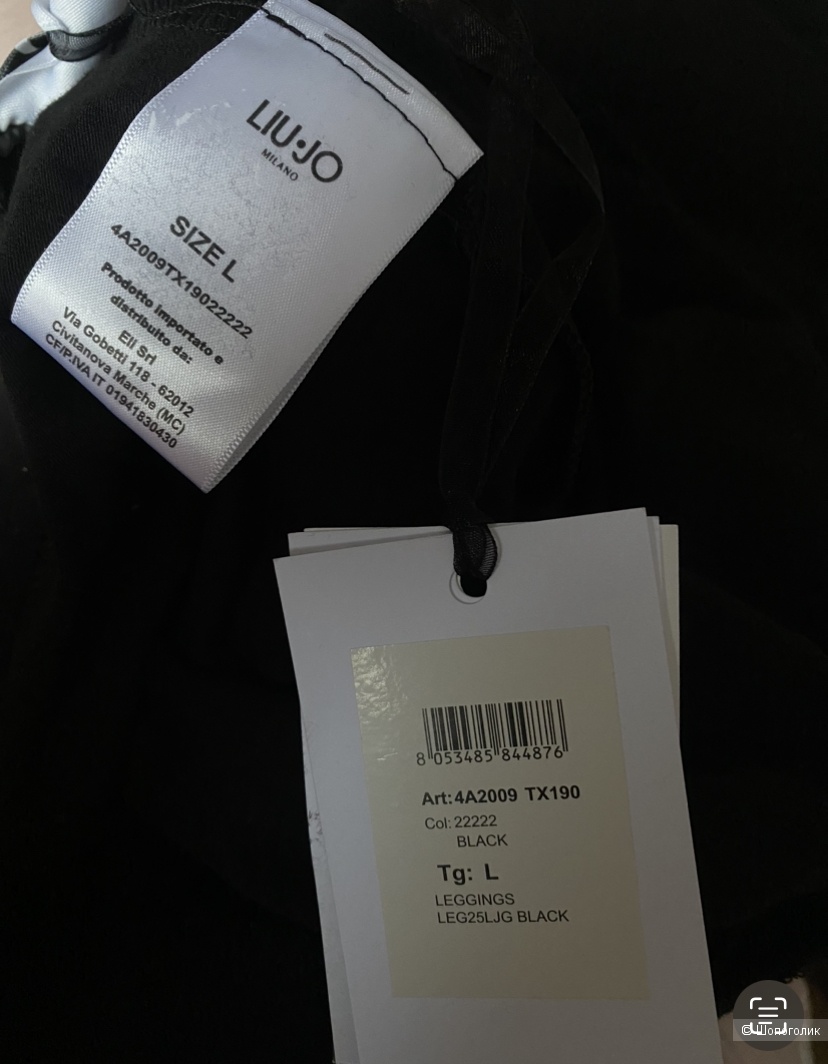 LIU·JO
MILANO
SIZE L
4A2009TX19022222
Prodotto importato e
distribuito da:
Eli Srl
Via Gobetti 118 - 62012
Civitanova Marche (MC)
CF/P.IVA IT 01941830430
8 053485 844876
Art: 4A2009 TX190
Col: 22222
BLACK
Tg: L
LEGGINGS
LEG25LJG BLACK
© Шопоголик